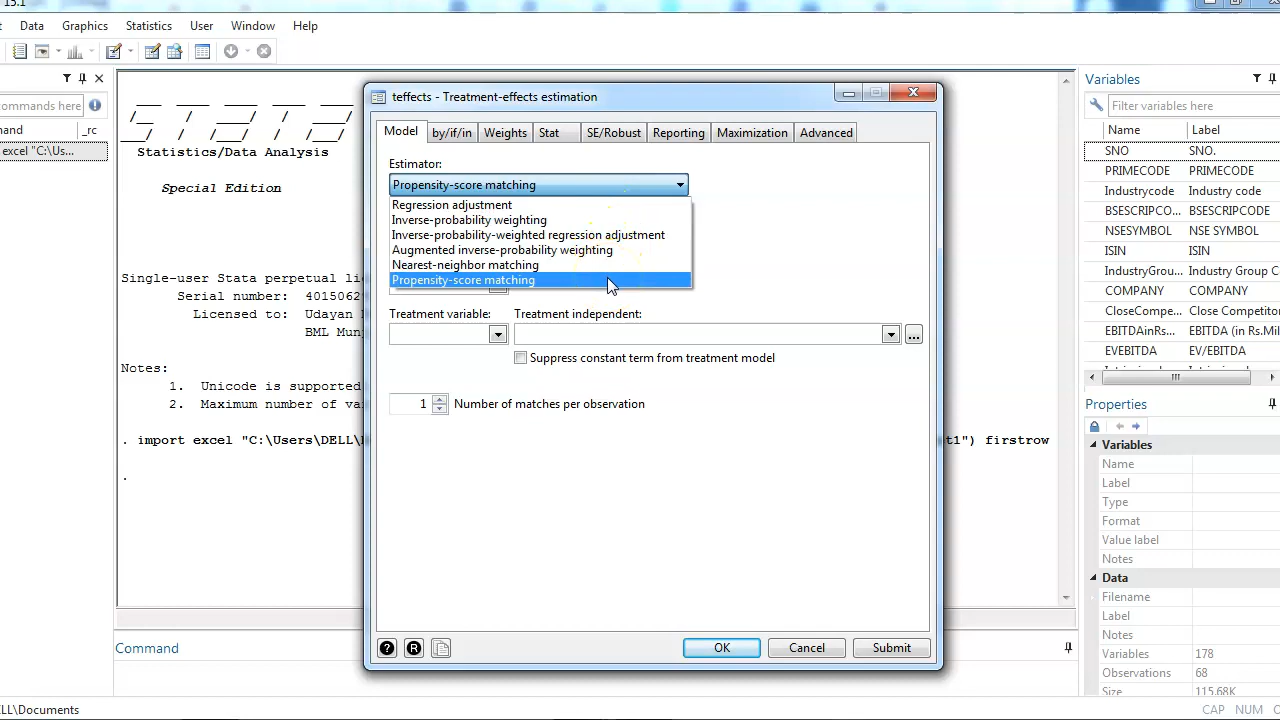 15.1
Data Graphics Statistics User Window Help
commands here
mand _rc
excel "C:\Us...
Statistics/Data Analysis
Special Edition
Single-user Stata perpetual li
Serial number: 4015062
Licensed to: Udayan
BML Mun
Notes:
1. Unicode is supported
2. Maximum number of va
. import excel "C:\Users\DELL\
t1") firstrow
.
teffects - Treatment-effects estimation
Model by/if/in Weights Stat SE/Robust Reporting Maximization Advanced
Estimator:
Propensity-score matching
Regression adjustment
Inverse-probability weighting
Inverse-probability-weighted regression adjustment
Augmented inverse-probability weighting
Nearest-neighbor matching
Propensity-score matching
Treatment variable: Treatment independent:
...
Suppress constant term from treatment model
1 Number of matches per observation
? R OK Cancel Submit
Command
Variables
Filter variables here
Name Label
SNO SNO.
PRIMECODE PRIMECODE
Industrycode Industry code
BSESCRIPCO... BSESCRIPCO...
NSESYMBOL NSE SYMBOL
ISIN ISIN
IndustryGrou... Industry Group C
COMPANY COMPANY
CloseCompe... Close Competito
EBITDAinRs... EBITDA (in Rs.Mil
EVEBITDA EV/EBITDA
Properties
Variables
Name
Label
Type
Format
Value label
Notes
Data
Filename
Label
Notes
Variables 178
Observations 68
Size 115.68K
LL\Documents
CAP NUM